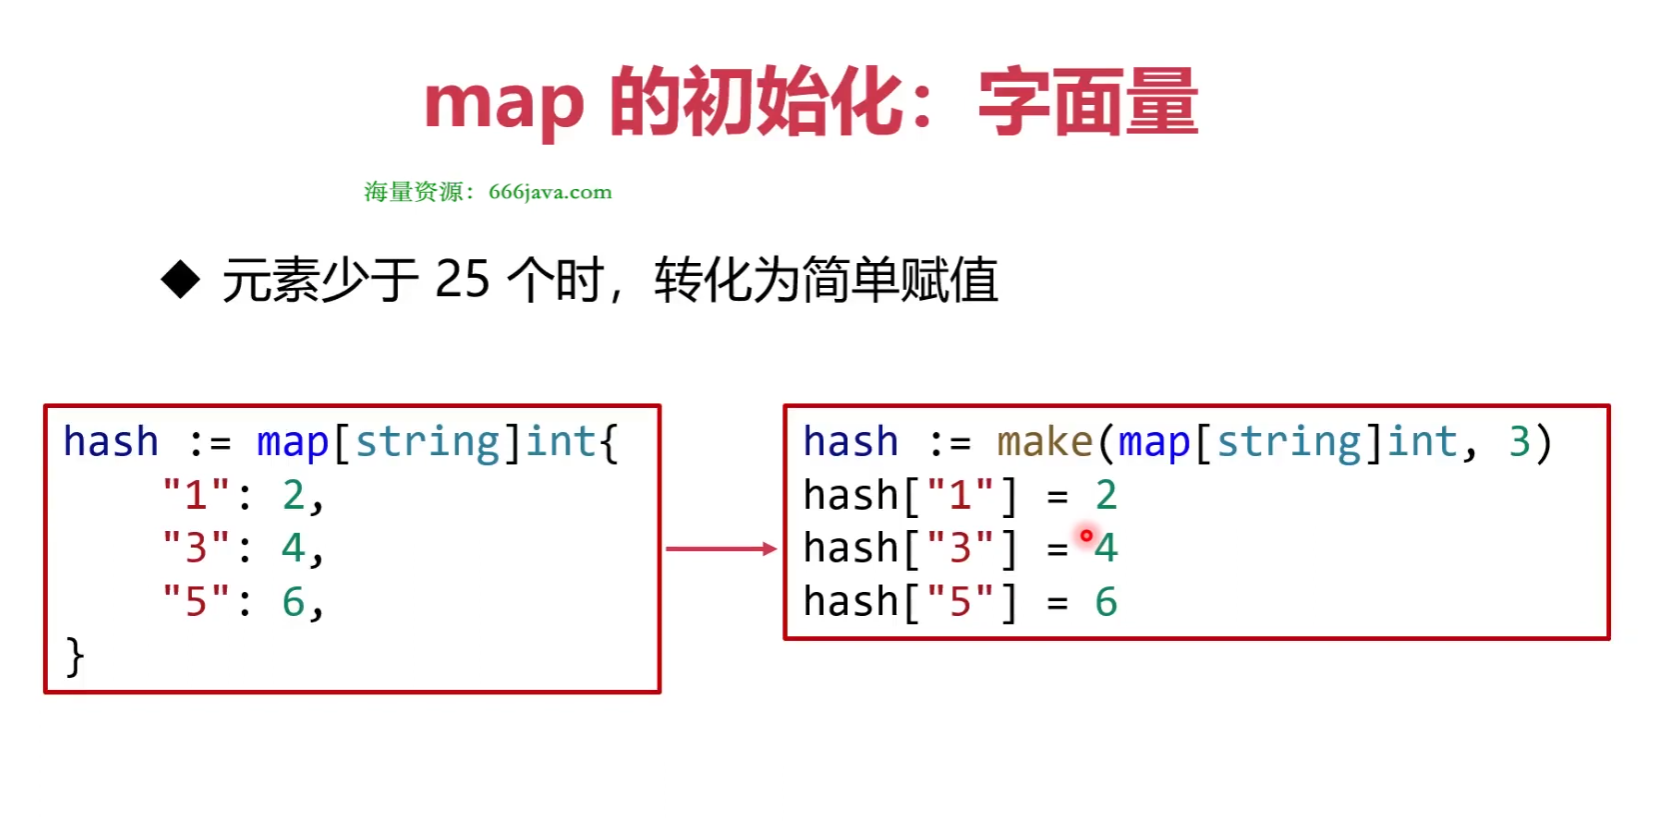 map 的初始化：字面量
海量资源：666java.com
◆ 元素少于 25 个时，转化为简单赋值
hash := map[string]int{
    "1": 2,
    "3": 4,
    "5": 6,
}
hash := make(map[string]int, 3)
hash["1"] = 2
hash["3"] = 4
hash["5"] = 6